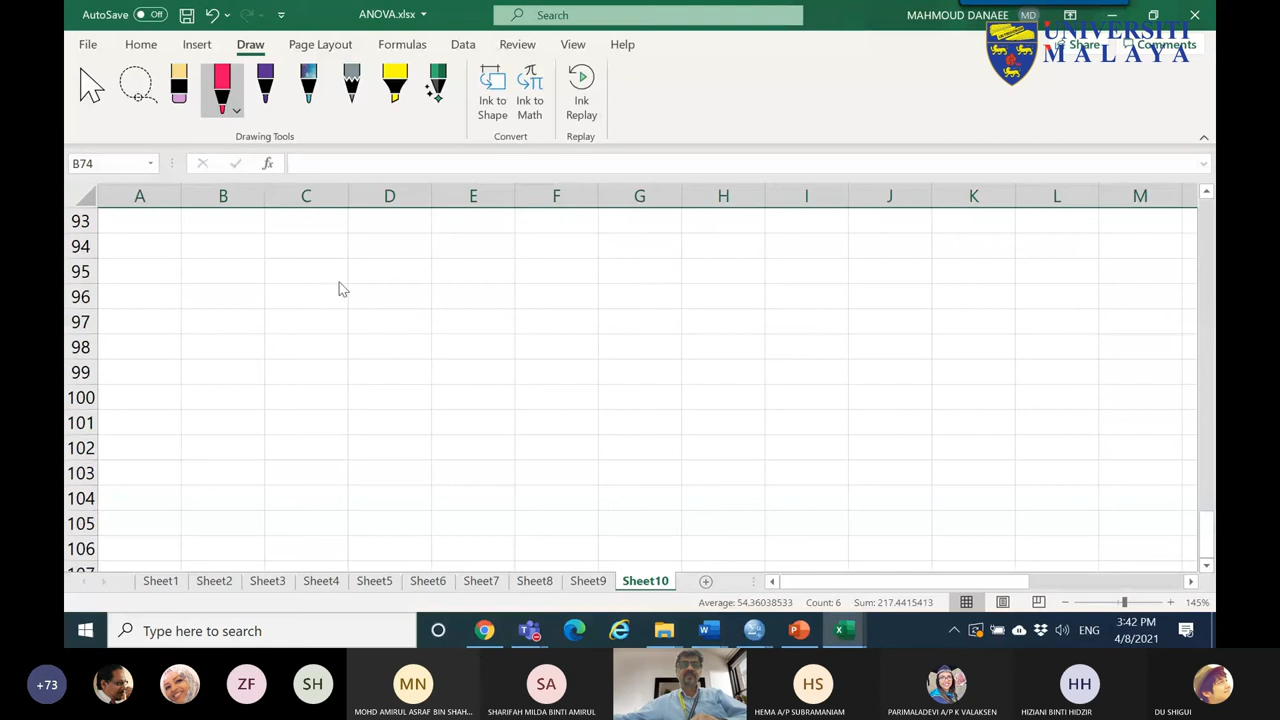 AutoSave Off ANOVA.xlsx Search MAHMOUD DANAEE MD
UNIVERSITI
MALAYA
File Home Insert Draw Page Layout Formulas Data Review View Help Share Comments
Ink to Shape Ink to Math Ink Replay
Drawing Tools Convert Replay
B74 fx
A B C D E F G H I J K L M
93
94
95
96
97
98
99
100
101
102
103
104
105
106
107
Sheet1 Sheet2 Sheet3 Sheet4 Sheet5 Sheet6 Sheet7 Sheet8 Sheet9 Sheet10
Average: 54.36038533 Count: 6 Sum: 217.4415413 145%
Type here to search ENG 3:42 PM
4/8/2021
+73 ZF SH MN SA HS HH
MOHD AMIRUL ASRAF BIN SHAH... SHARIFAH MILDA BINTI AMIRUL HEMA A/P SUBRAMANIAM PARIMALADEVI A/P K VALAKSEN HIZIANI BINTI HIDZIR DU SHIGUI